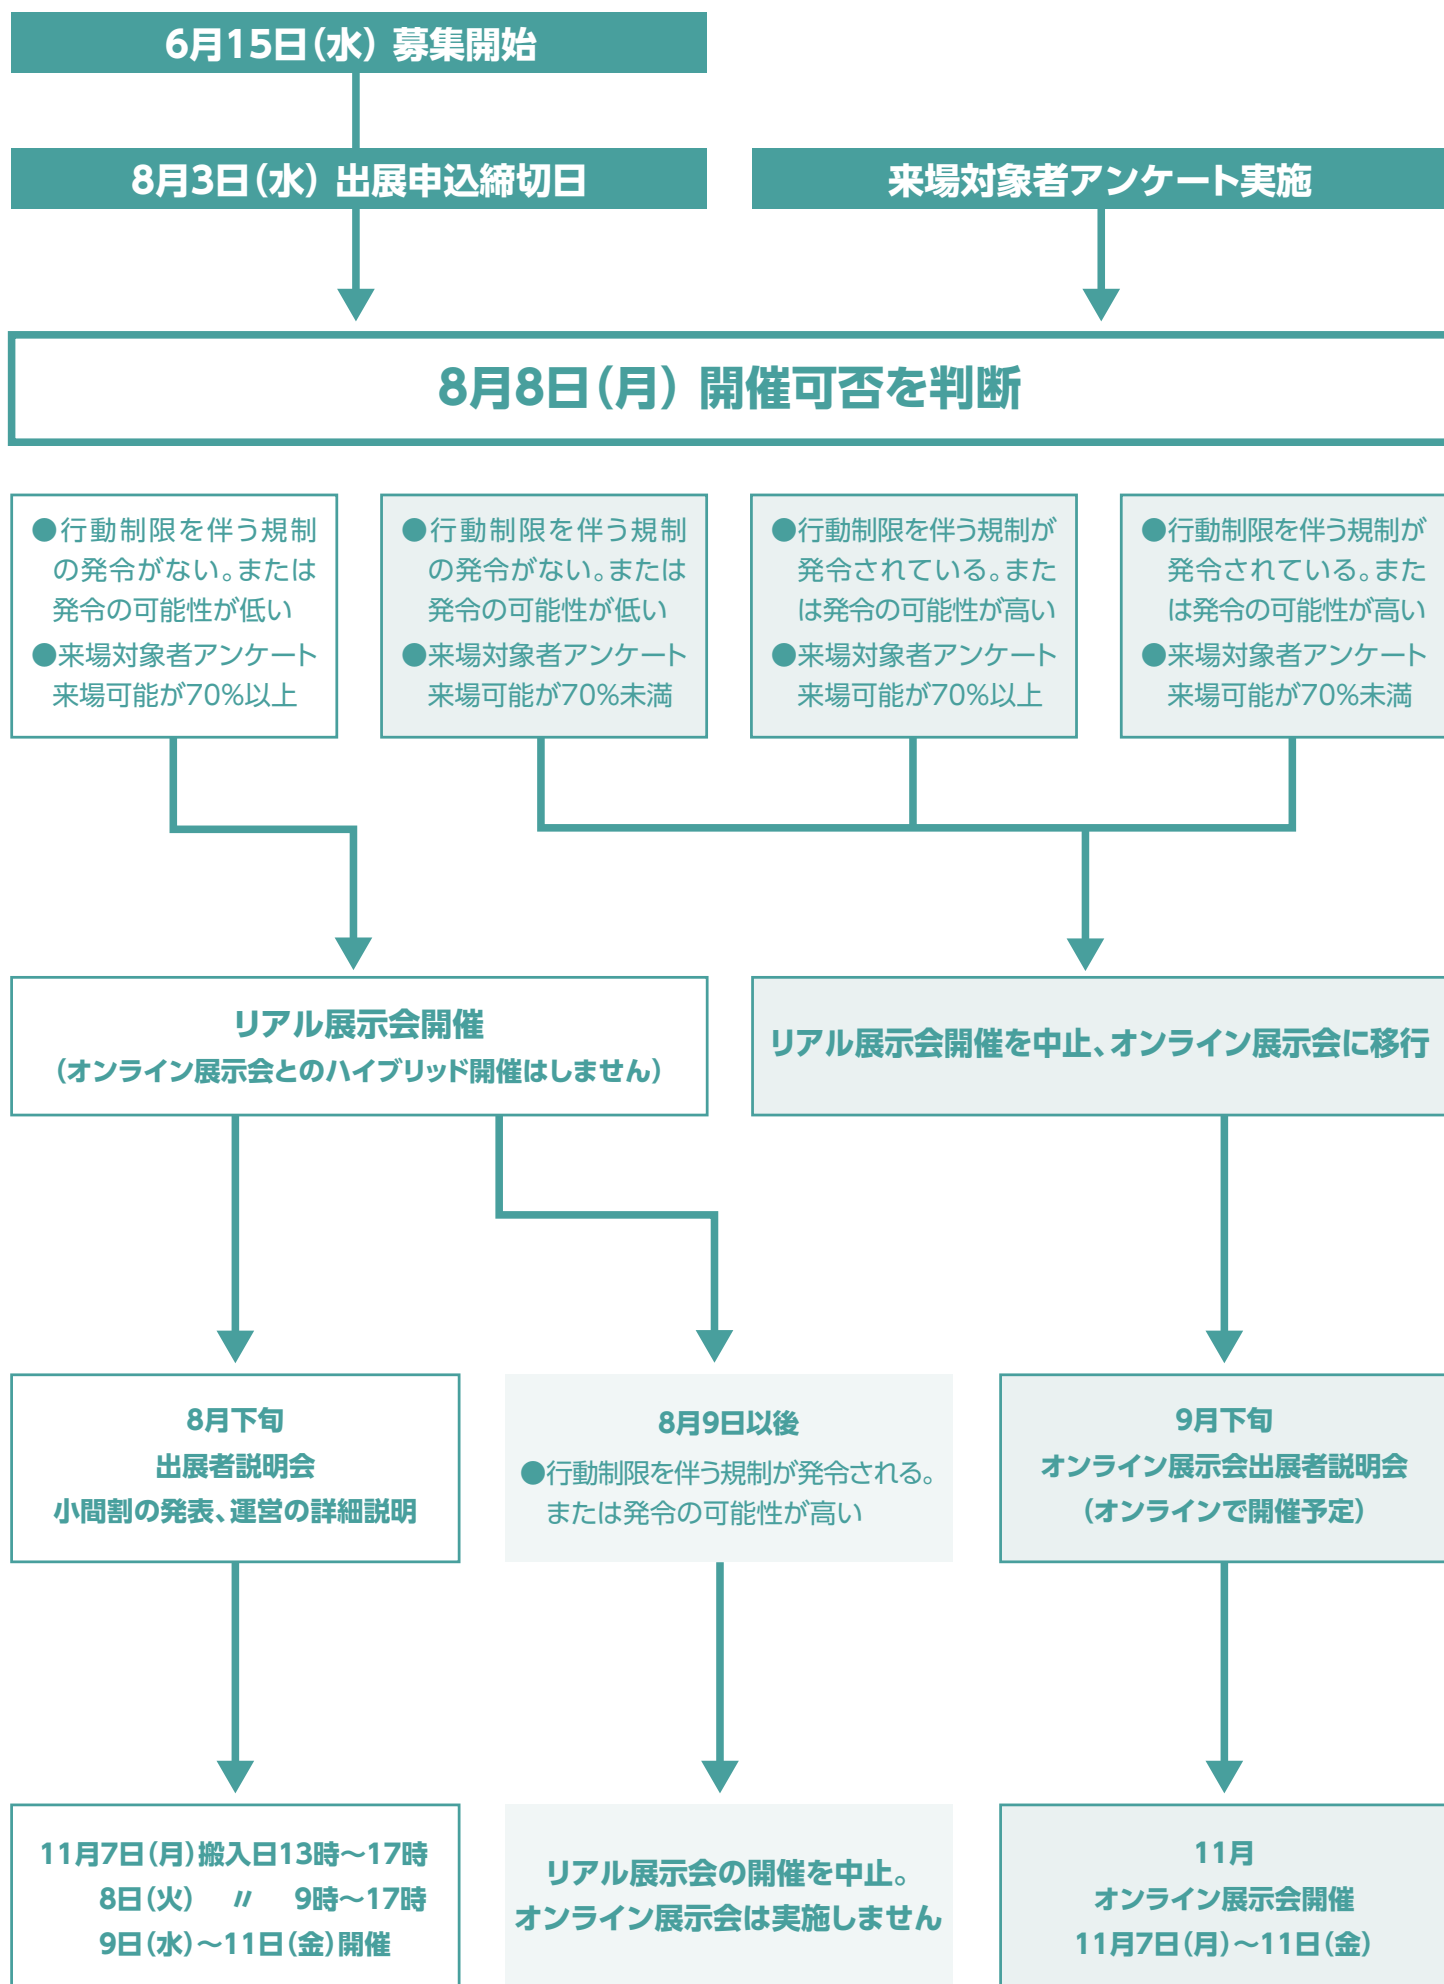 6月15日（水） 募集開始
8月3日（水） 出展申込締切日
来場対象者アンケート実施
8月8日（月） 開催可否を判断
●行動制限を伴う規制
の発令がない。または
発令の可能性が低い
●来場対象者アンケート
来場可能が70%以上
●行動制限を伴う規制
の発令がない。または
発令の可能性が低い
●来場対象者アンケート
来場可能が70%未満
●行動制限を伴う規制が
発令されている。また
は発令の可能性が高い
●来場対象者アンケート
来場可能が70%以上
●行動制限を伴う規制が
発令されている。また
は発令の可能性が高い
●来場対象者アンケート
来場可能が70%未満
リアル展示会開催
（オンライン展示会とのハイブリッド開催はしません）
リアル展示会開催を中止、オンライン展示会に移行
8月下旬
出展者説明会
小間割の発表、運営の詳細説明
8月9日以後
●行動制限を伴う規制が発令される。
または発令の可能性が高い
9月下旬
オンライン展示会出展者説明会
（オンラインで開催予定）
11月7日（月）搬入日13時～17時
8日（火） 〃 9時～17時
9日（水）～11日（金）開催
リアル展示会の開催を中止。
オンライン展示会は実施しません
11月
オンライン展示会開催
11月7日（月）～11日（金）